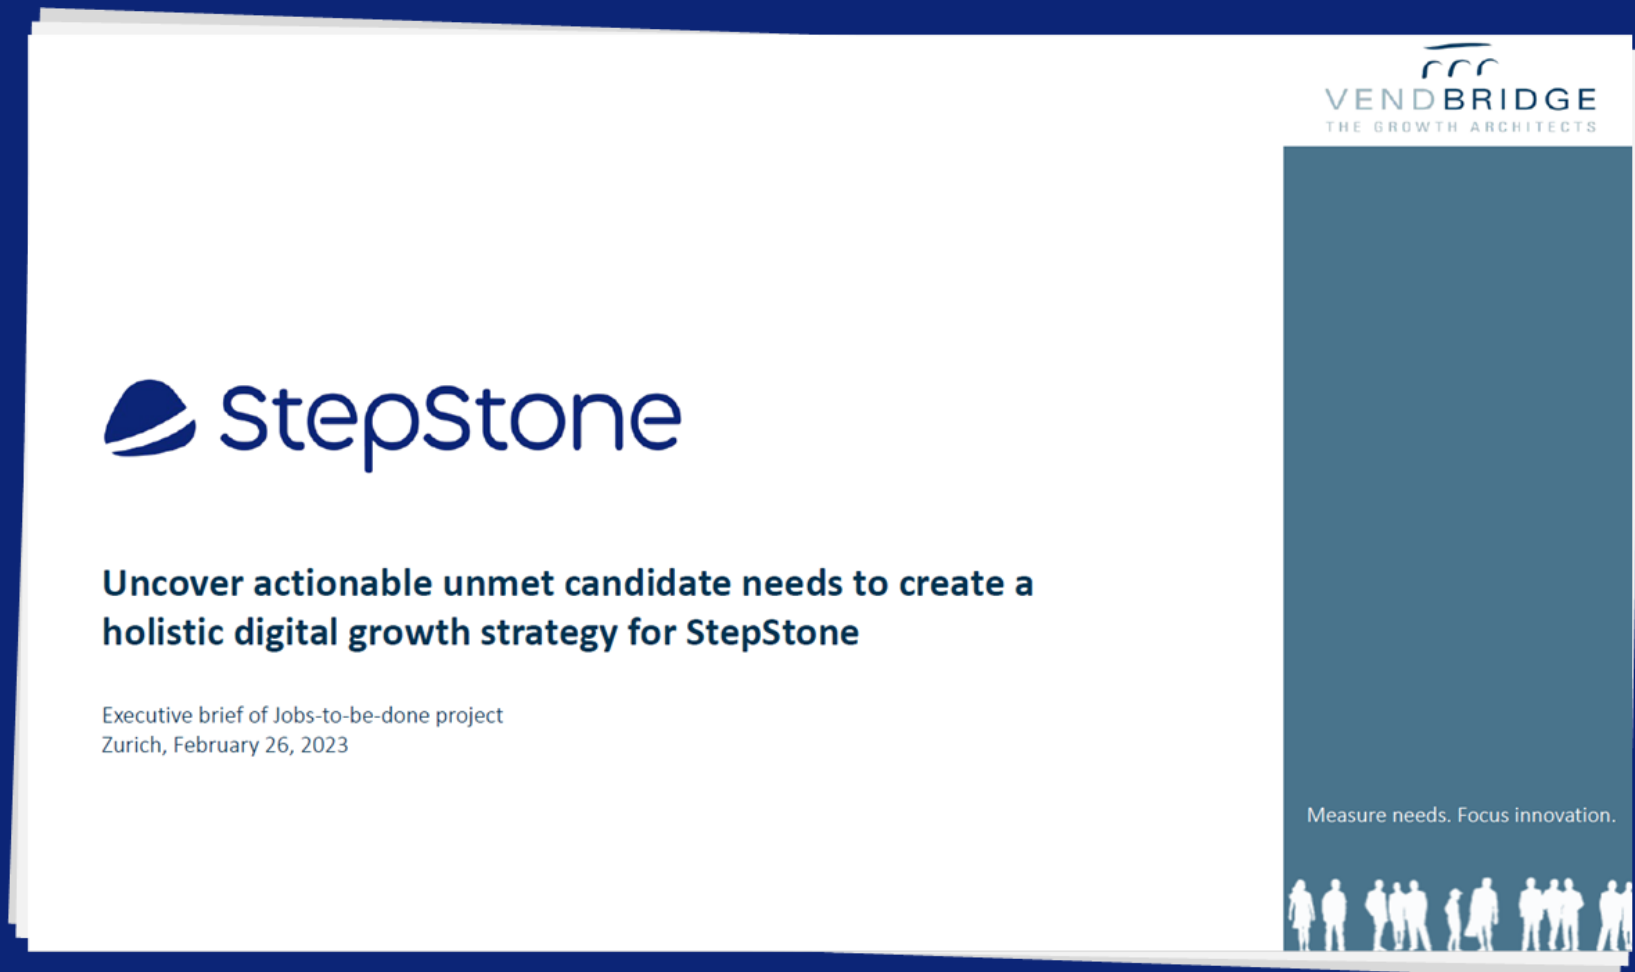 VENDBRIDGE
THE GROWTH ARCHITECTS
StepStone
Uncover actionable unmet candidate needs to create a
holistic digital growth strategy for StepStone
Executive brief of Jobs-to-be-done project
Zurich, February 26, 2023
Measure needs. Focus innovation.